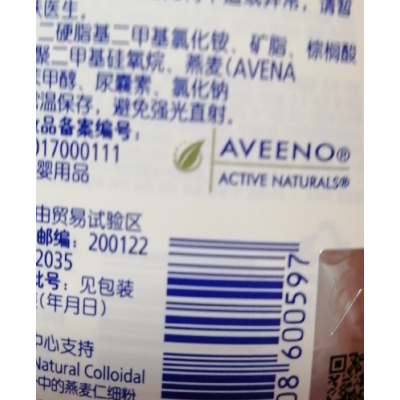 医生。
二硬脂基二甲基氯化铵、矿脂、棕榈酸
聚二甲基硅氧烷、燕麦(AVENA
苯甲醇、尿囊素、氯化钠
常温保存，避免强光直射。
品备案编号：
017000111
婴用品
AVEENO®
ACTIVE NATURALS®
由贸易试验区
邮编：200122
2035
批号：见包装
(年月日)
中心支持
Natural Colloidal
中的燕麦仁细粉
08600597